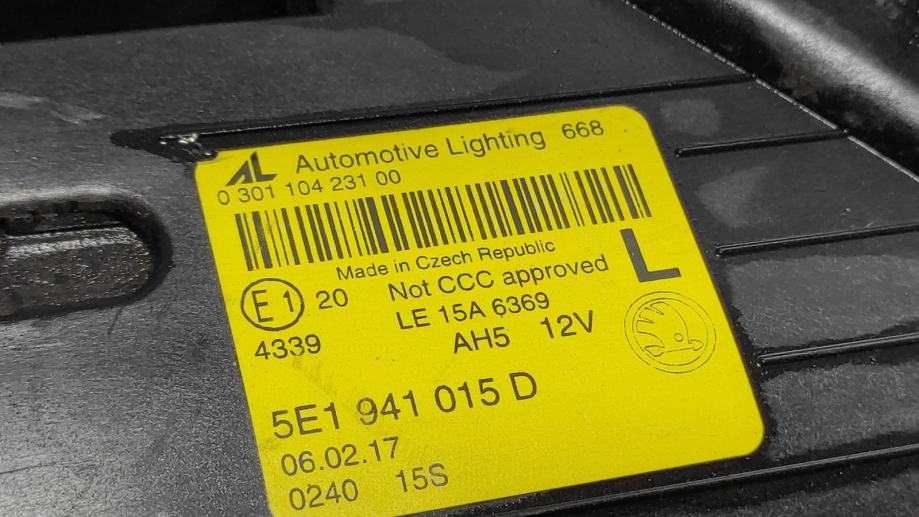 AL Automotive Lighting 668
0 301 104 231 00
Made in Czech Republic
L
E1 20 Not CCC approved
LE 15A 6369
4339 AH5 12V
5E1 941 015 D
06.02.17
0240 15S